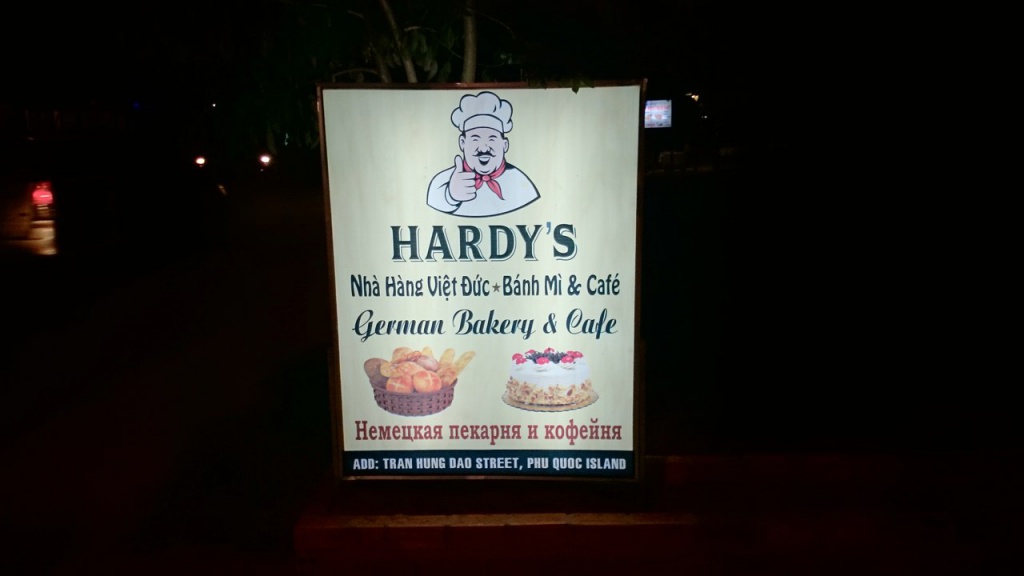 HARDY'S
Nhà Hàng Việt Đức ★ Bánh Mì & Café
German Bakery & Cafe
Немецкая пекарня и кофейня
ADD: TRAN HUNG DAO STREET, PHU QUOC ISLAND